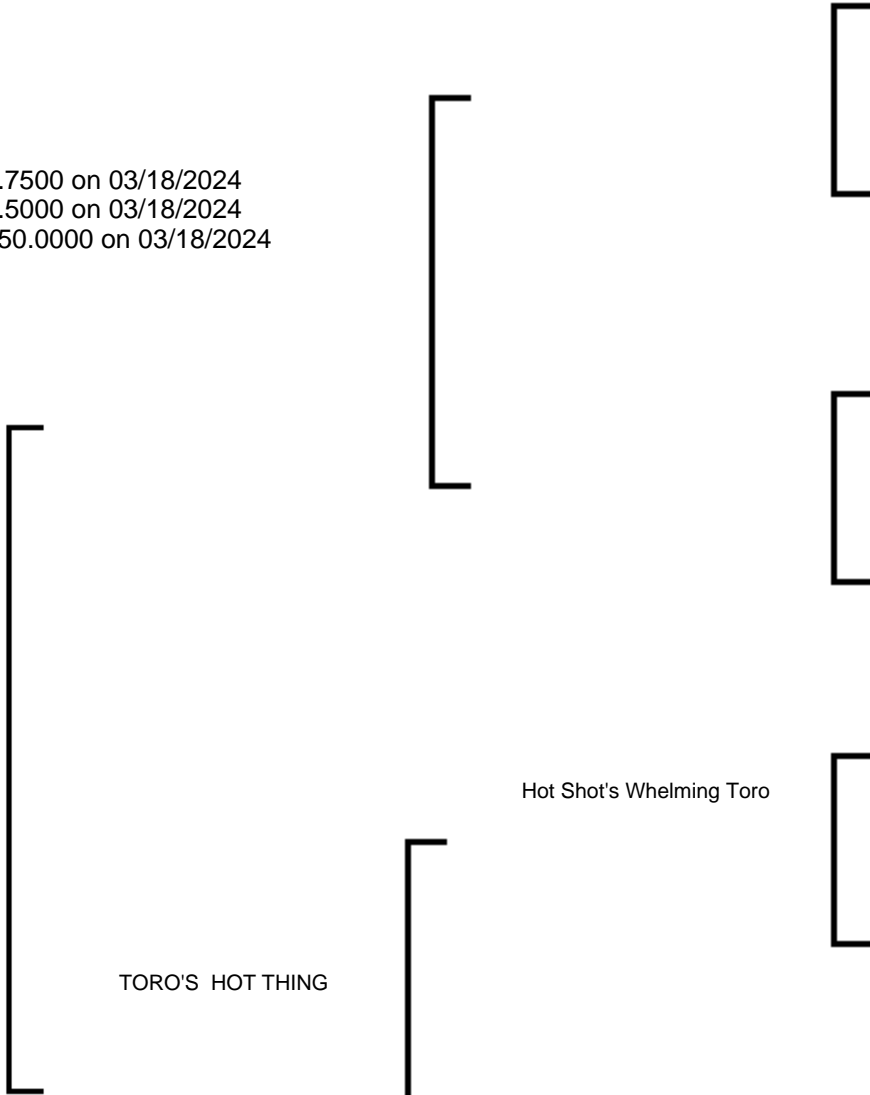 .7500 on 03/18/2024
.5000 on 03/18/2024
50.0000 on 03/18/2024
Hot Shot's Whelming Toro
TORO'S  HOT THING